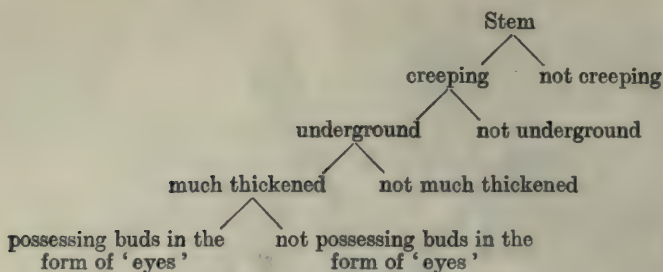 Stem
creeping not creeping
underground not underground
much thickened not much thickened
possessing buds in the not possessing buds in the
form of ‘eyes’ form of ‘eyes’